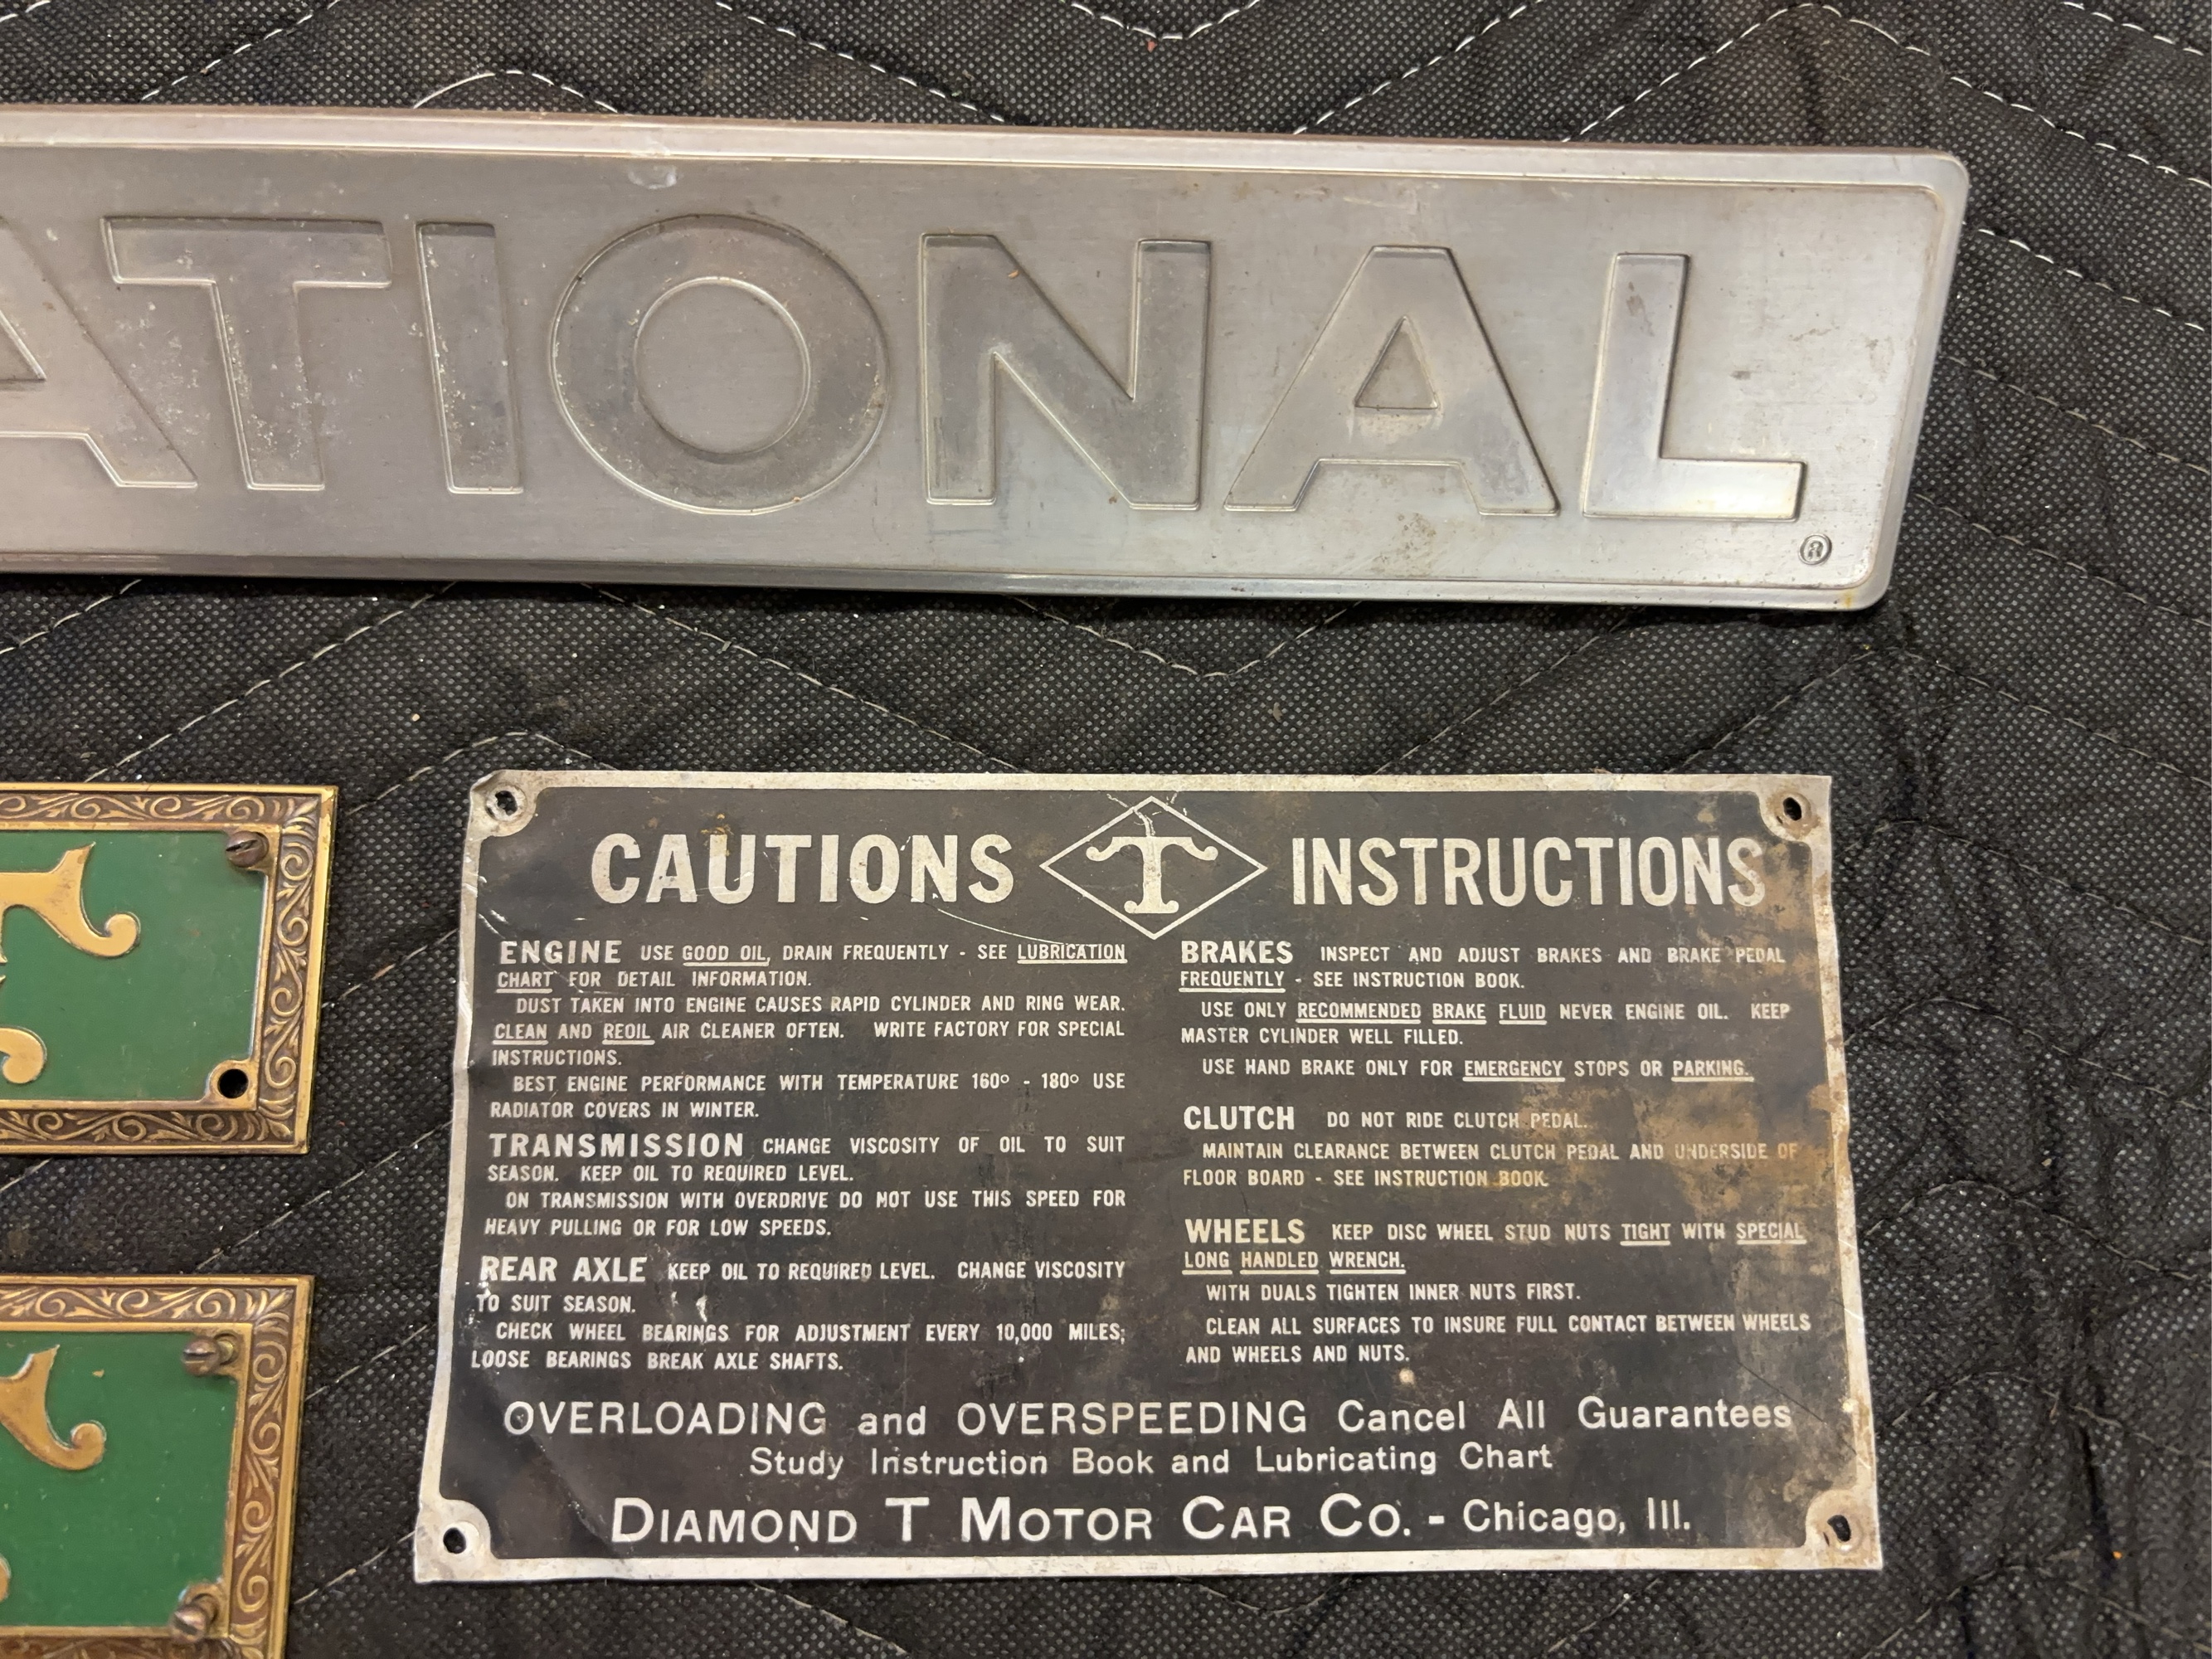 ATIONAL
®
CAUTIONS T INSTRUCTIONS
ENGINE USE GOOD OIL, DRAIN FREQUENTLY - SEE LUBRICATION
CHART FOR DETAIL INFORMATION.
DUST TAKEN INTO ENGINE CAUSES RAPID CYLINDER AND RING WEAR.
CLEAN AND REOIL AIR CLEANER OFTEN. WRITE FACTORY FOR SPECIAL
INSTRUCTIONS.
BEST ENGINE PERFORMANCE WITH TEMPERATURE 160° - 180° USE
RADIATOR COVERS IN WINTER.
TRANSMISSION CHANGE VISCOSITY OF OIL TO SUIT
SEASON. KEEP OIL TO REQUIRED LEVEL.
ON TRANSMISSION WITH OVERDRIVE DO NOT USE THIS SPEED FOR
HEAVY PULLING OR FOR LOW SPEEDS.
REAR AXLE KEEP OIL TO REQUIRED LEVEL. CHANGE VISCOSITY
TO SUIT SEASON.
CHECK WHEEL BEARINGS FOR ADJUSTMENT EVERY 10,000 MILES;
LOOSE BEARINGS BREAK AXLE SHAFTS.
BRAKES INSPECT AND ADJUST BRAKES AND BRAKE PEDAL
FREQUENTLY - SEE INSTRUCTION BOOK.
USE ONLY RECOMMENDED BRAKE FLUID NEVER ENGINE OIL. KEEP
MASTER CYLINDER WELL FILLED.
USE HAND BRAKE ONLY FOR EMERGENCY STOPS OR PARKING.
CLUTCH DO NOT RIDE CLUTCH PEDAL.
MAINTAIN CLEARANCE BETWEEN CLUTCH PEDAL AND UNDERSIDE OF
FLOOR BOARD - SEE INSTRUCTION BOOK.
WHEELS KEEP DISC WHEEL STUD NUTS TIGHT WITH SPECIAL
LONG HANDLED WRENCH.
WITH DUALS TIGHTEN INNER NUTS FIRST.
CLEAN ALL SURFACES TO INSURE FULL CONTACT BETWEEN WHEELS
AND WHEELS AND NUTS.
OVERLOADING and OVERSPEEDING Cancel All Guarantees
Study Instruction Book and Lubricating Chart
DIAMOND T MOTOR CAR CO. - Chicago, Ill.